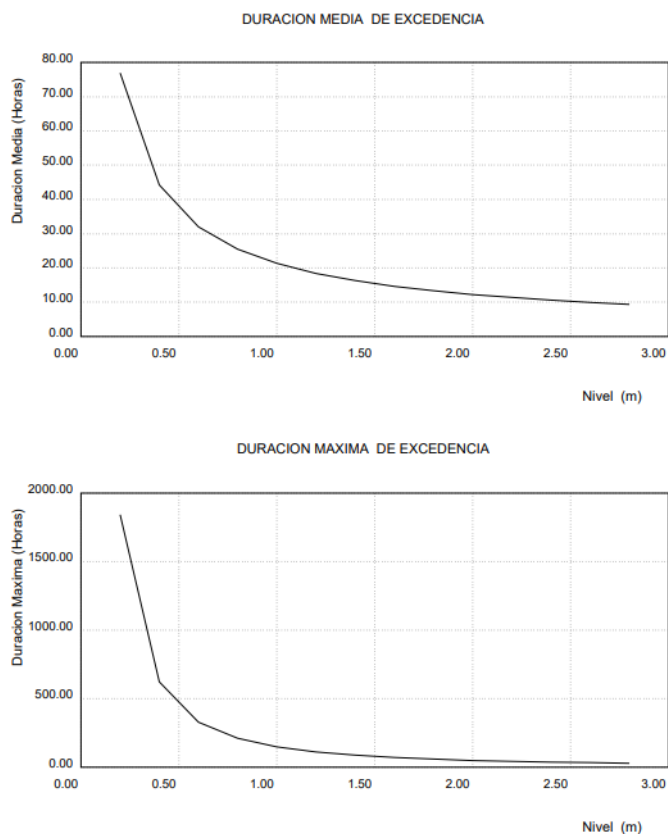 DURACION MEDIA DE EXCEDENCIA
Duracion Media (Horas)
80.00
70.00
60.00
50.00
40.00
30.00
20.00
10.00
0.00
0.00 0.50 1.00 1.50 2.00 2.50 3.00
Nivel (m)
DURACION MAXIMA DE EXCEDENCIA
Duracion Maxima (Horas)
2000.00
1500.00
1000.00
500.00
0.00
0.00 0.50 1.00 1.50 2.00 2.50 3.00
Nivel (m)